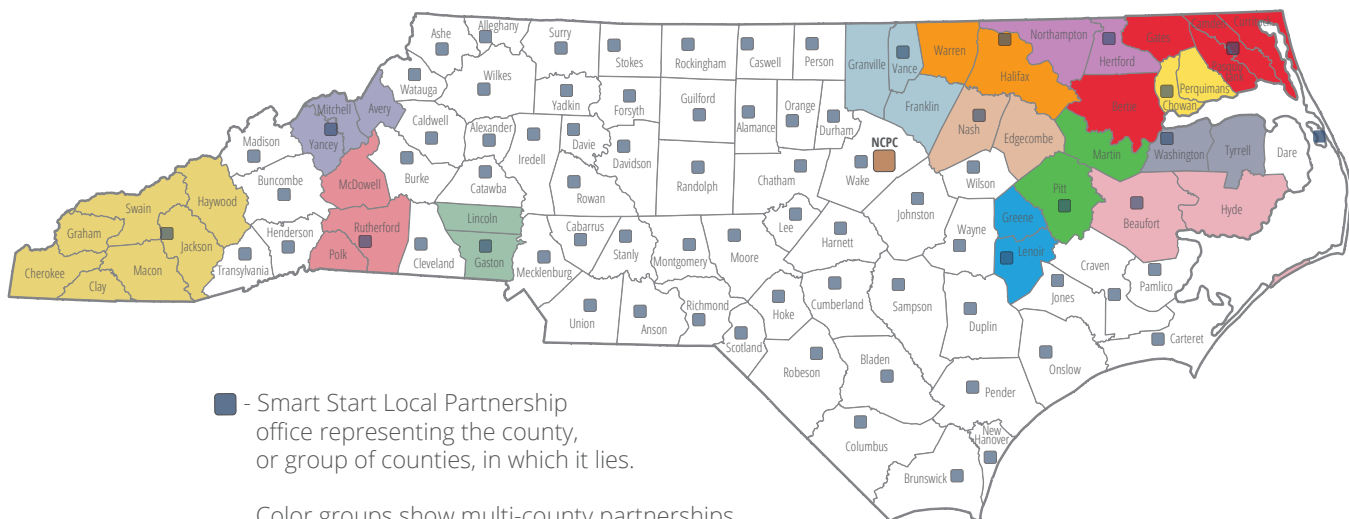 Ashe
Alleghany
Surry
Stokes
Rockingham
Caswell
Person
Granville
Vance
Warren
Northampton
Halifax
Hertford
Gates
Watauga
Wilkes
Yadkin
Forsyth
Guilford
Alamance
Orange
Durham
Franklin
Bertie
Perquimans
Chowan
Mitchell
Avery
Yancey
Madison
Caldwell
Alexander
Iredell
Davie
Davidson
NCPC
Wake
Nash
Edgecombe
Martin
Washington
Tyrrell
Dare
Buncombe
McDowell
Burke
Catawba
Rowan
Randolph
Chatham
Wilson
Pitt
Haywood
Swain
Graham
Jackson
Cherokee
Macon
Clay
Transylvania
Henderson
Polk
Rutherford
Cleveland
Lincoln
Gaston
Mecklenburg
Cabarrus
Stanly
Montgomery
Moore
Lee
Harnett
Johnston
Wayne
Greene
Lenoir
Beaufort
Hyde
Craven
Pamlico
Jones
Carteret
Union
Anson
Richmond
Scotland
Hoke
Cumberland
Sampson
Duplin
Onslow
Robeson
Bladen
Pender
Columbus
New
Hanover
Brunswick
- Smart Start Local Partnership
office representing the county,
or group of counties, in which it lies.
Color groups show multi-county partnerships